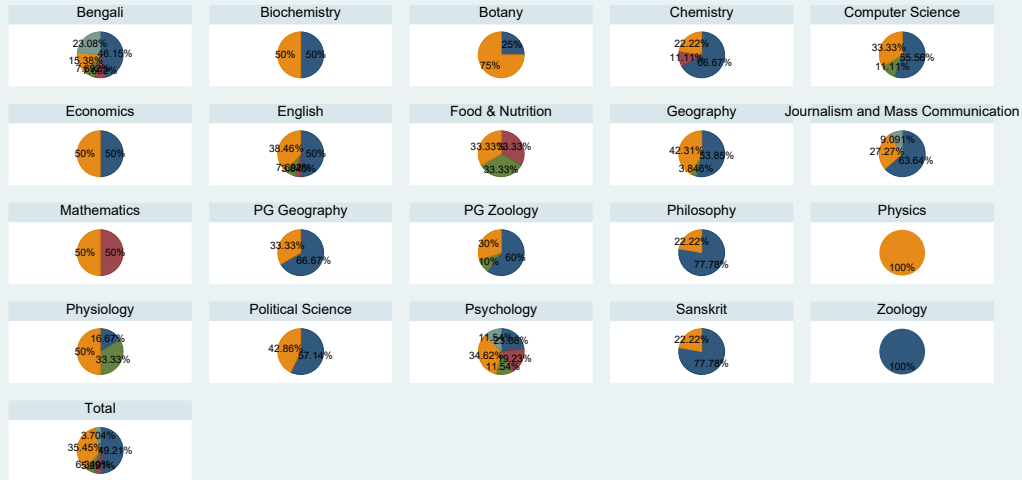 Bengali
23.08%
46.15%
15.38%
Biochemistry
50%
50%
Botany
25%
75%
Chemistry
22.22%
11.11%
66.67%
Computer Science
33.33%
55.56%
11.11%
Economics
50%
50%
English
38.46%
50%
Food & Nutrition
33.33%
33.33%
33.33%
Geography
42.31%
53.85%
3.846%
Journalism and Mass Communication
9.091%
27.27%
63.64%
Mathematics
50%
50%
PG Geography
33.33%
66.67%
PG Zoology
30%
60%
10%
Philosophy
22.22%
77.78%
Physics
100%
Physiology
16.67%
50%
33.33%
Political Science
42.86%
57.14%
Psychology
11.54%
23.08%
34.62%
19.23%
11.54%
Sanskrit
22.22%
77.78%
Zoology
100%
Total
3.704%
35.45%
49.21%